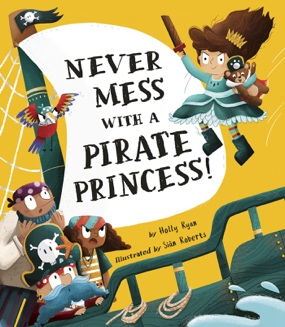 NEVER
MESS
WITH A
PIRATE
PRINCESS!
by Holly Ryan
Illustrated by Siân Roberts